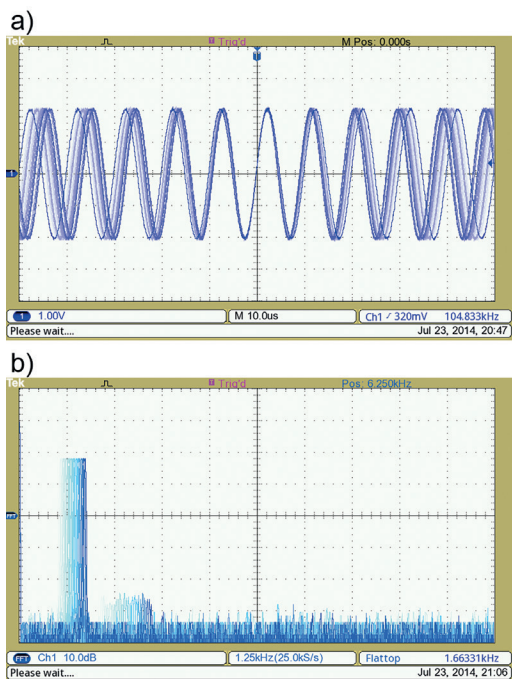 a)
Tek Trig'd M Pos: 0.000s
T
1
1 1.00V M 10.0us Ch1 / 320mV 104.833kHz
Please wait.... Jul 23, 2014, 20:47
b)
Tek Trig'd Pos: 6.250kHz
FFT
FFT Ch1 10.0dB 1.25kHz(25.0kS/s) Flattop 1.66331kHz
Please wait.... Jul 23, 2014, 21:06